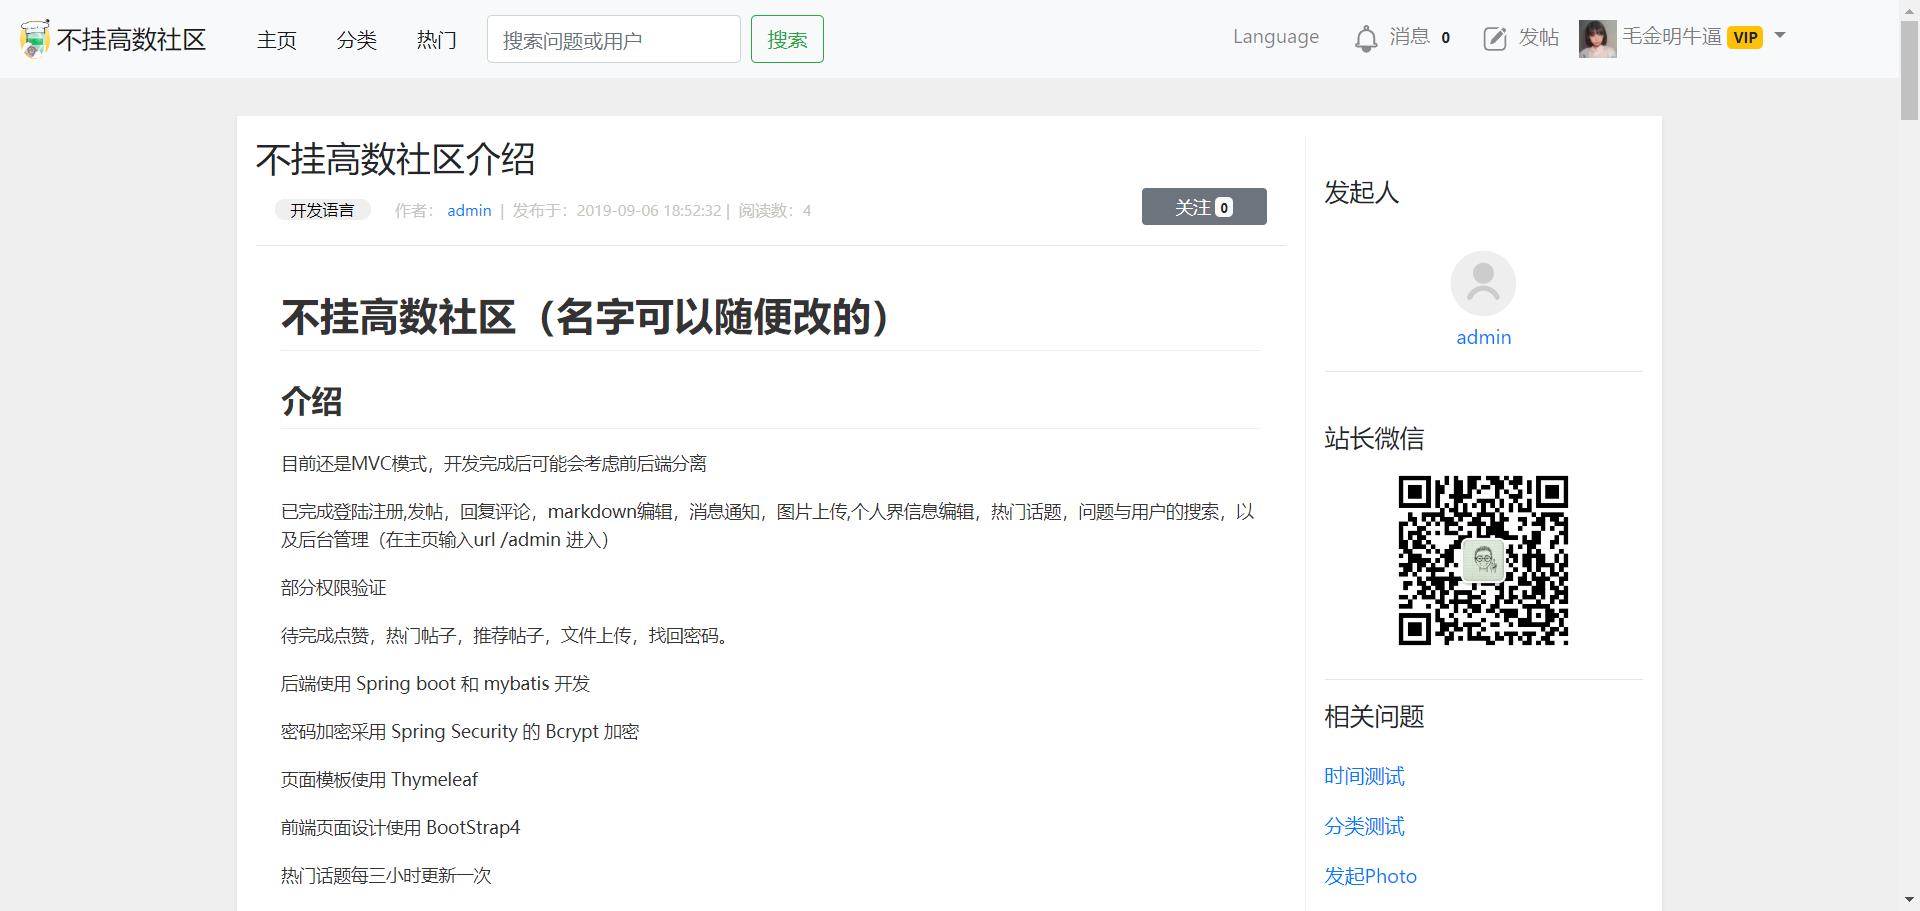 不挂高数社区
主页
分类
热门
搜索问题或用户
搜索
Language
消息 0
发帖
毛金明牛逼 VIP
不挂高数社区介绍
开发语言 作者: admin | 发布于: 2019-09-06 18:52:32 | 阅读数: 4
关注 0
不挂高数社区（名字可以随便改的）
介绍
目前还是MVC模式，开发完成后可能会考虑前后端分离
已完成登陆注册,发帖，回复评论，markdown编辑，消息通知，图片上传,个人界信息编辑，热门话题，问题与用户的搜索，以
及后台管理（在主页输入url /admin 进入）
部分权限验证
待完成点赞，热门帖子，推荐帖子，文件上传，找回密码。
后端使用 Spring boot 和 mybatis 开发
密码加密采用 Spring Security 的 Bcrypt 加密
页面模板使用 Thymeleaf
前端页面设计使用 BootStrap4
热门话题每三小时更新一次
发起人
admin
站长微信
相关问题
时间测试
分类测试
发起Photo